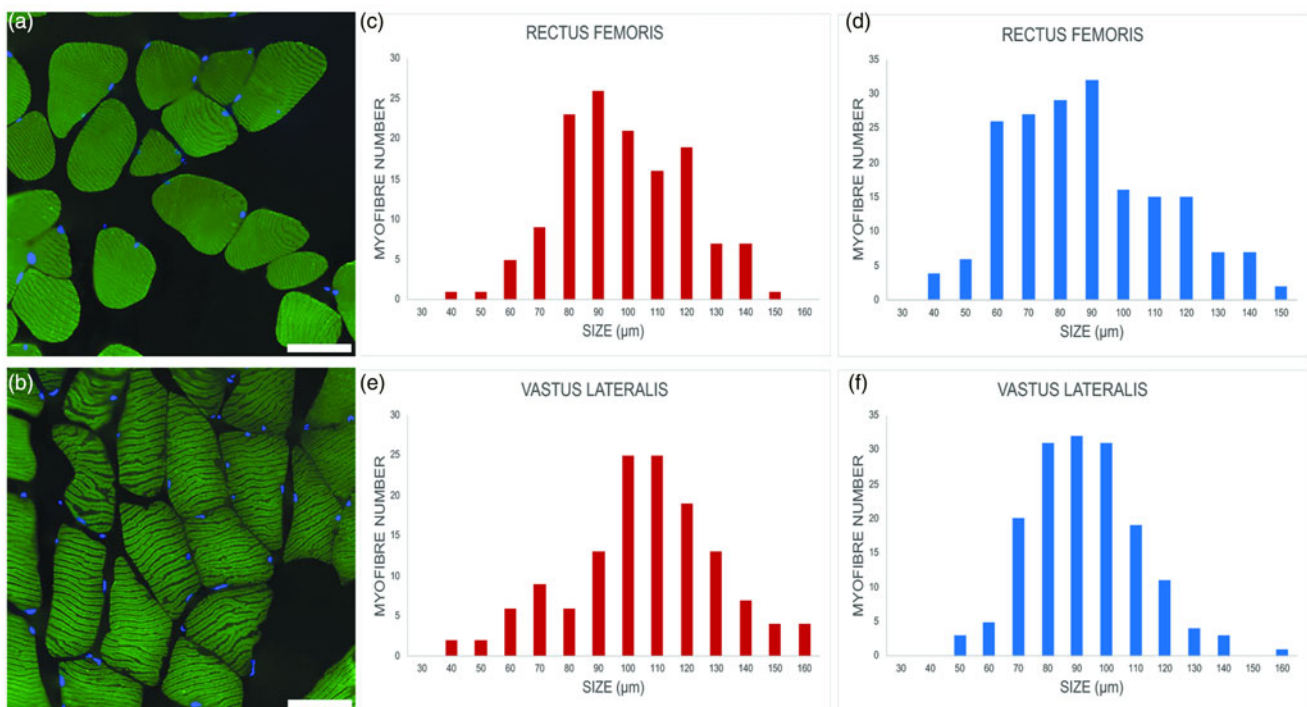 (a)
(b)
(c)
RECTUS FEMORIS
MYOFIBRE NUMBER
30
25
20
15
10
5
0
30 40 50 60 70 80 90 100 110 120 130 140 150 160
SIZE (µm)
(d)
RECTUS FEMORIS
MYOFIBRE NUMBER
35
30
25
20
15
10
5
0
30 40 50 60 70 80 90 100 110 120 130 140 150
SIZE (µm)
(e)
VASTUS LATERALIS
MYOFIBRE NUMBER
30
25
20
15
10
5
0
30 40 50 60 70 80 90 100 110 120 130 140 150 160
SIZE (µm)
(f)
VASTUS LATERALIS
MYOFIBRE NUMBER
35
30
25
20
15
10
5
0
30 40 50 60 70 80 90 100 110 120 130 140 150 160
SIZE (µm)